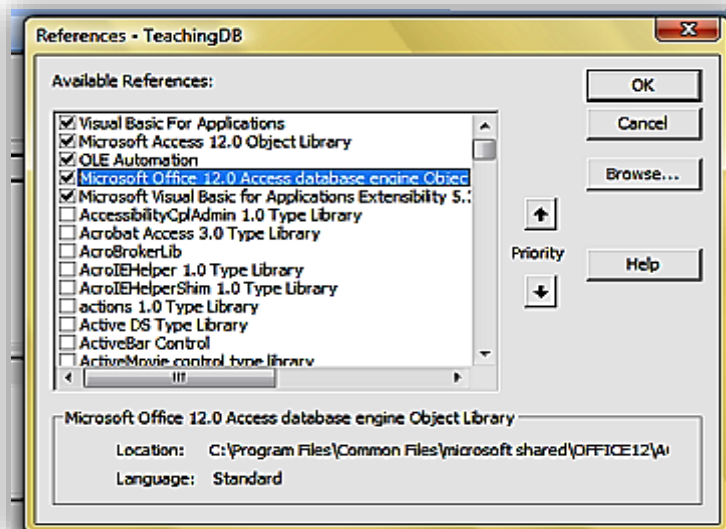 References - TeachingDB
Available References:
Visual Basic For Applications
Microsoft Access 12.0 Object Library
OLE Automation
Microsoft Office 12.0 Access database engine Objec
Microsoft Visual Basic for Applications Extensibility 5.
AccessibilityCplAdmin 1.0 Type Library
Acrobat Access 3.0 Type Library
AcroBrokerLib
AcroIEHelper 1.0 Type Library
AcroIEHelperShim 1.0 Type Library
actions 1.0 Type Library
Active DS Type Library
ActiveBar Control
ActiveMovie control type library
OK
Cancel
Browse...
Priority
Help
Microsoft Office 12.0 Access database engine Object Library
Location: C:\Program Files\Common Files\microsoft shared\OFFICE12\A
Language: Standard